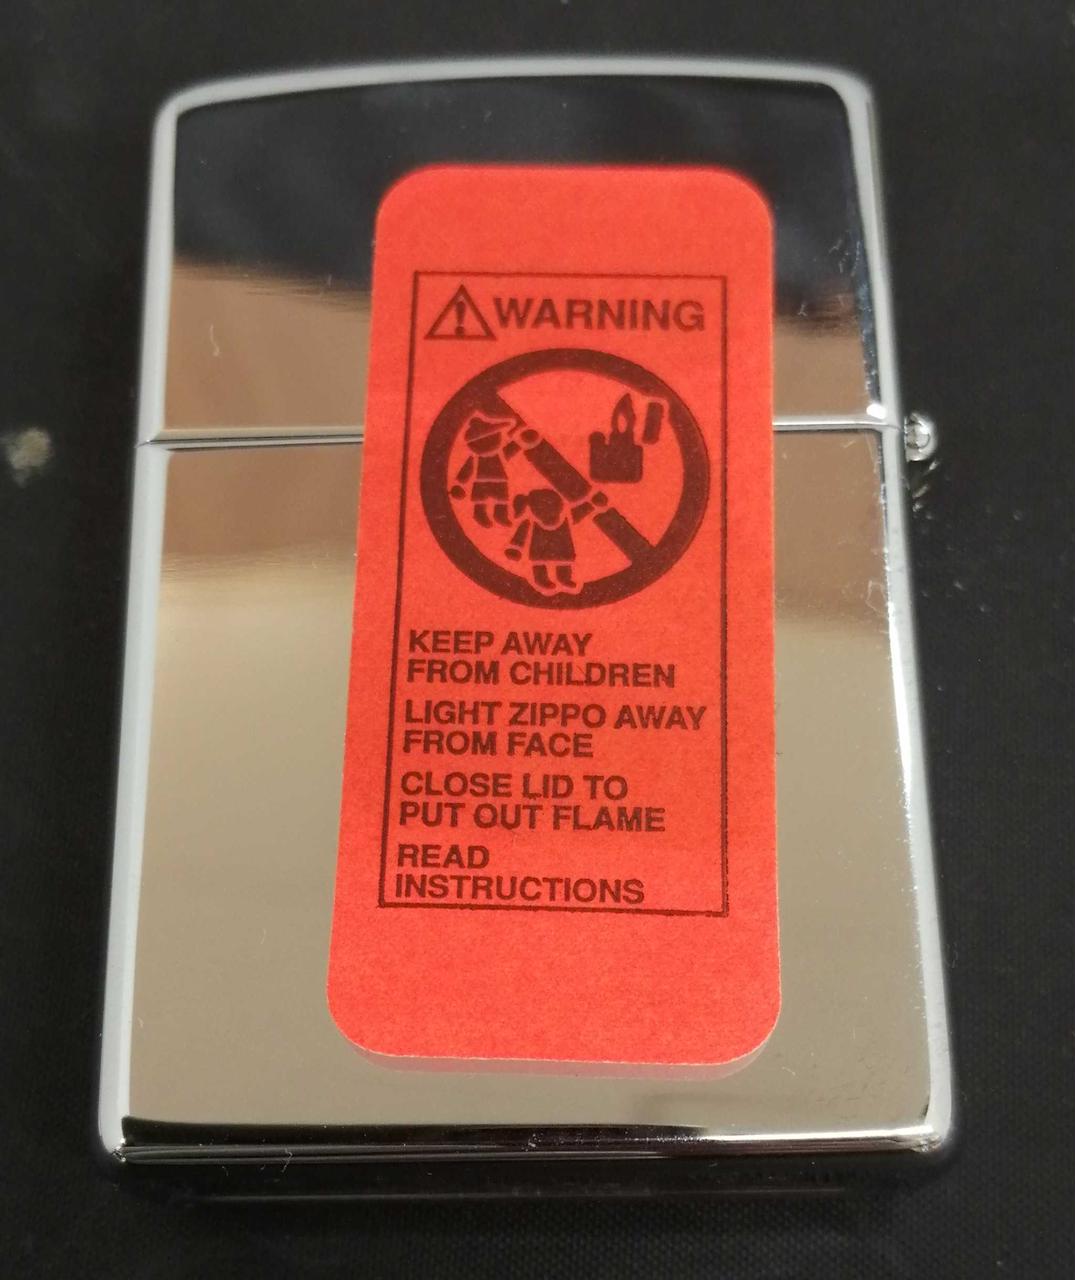 WARNING
KEEP AWAY
FROM CHILDREN
LIGHT ZIPPO AWAY
FROM FACE
CLOSE LID TO
PUT OUT FLAME
READ
INSTRUCTIONS